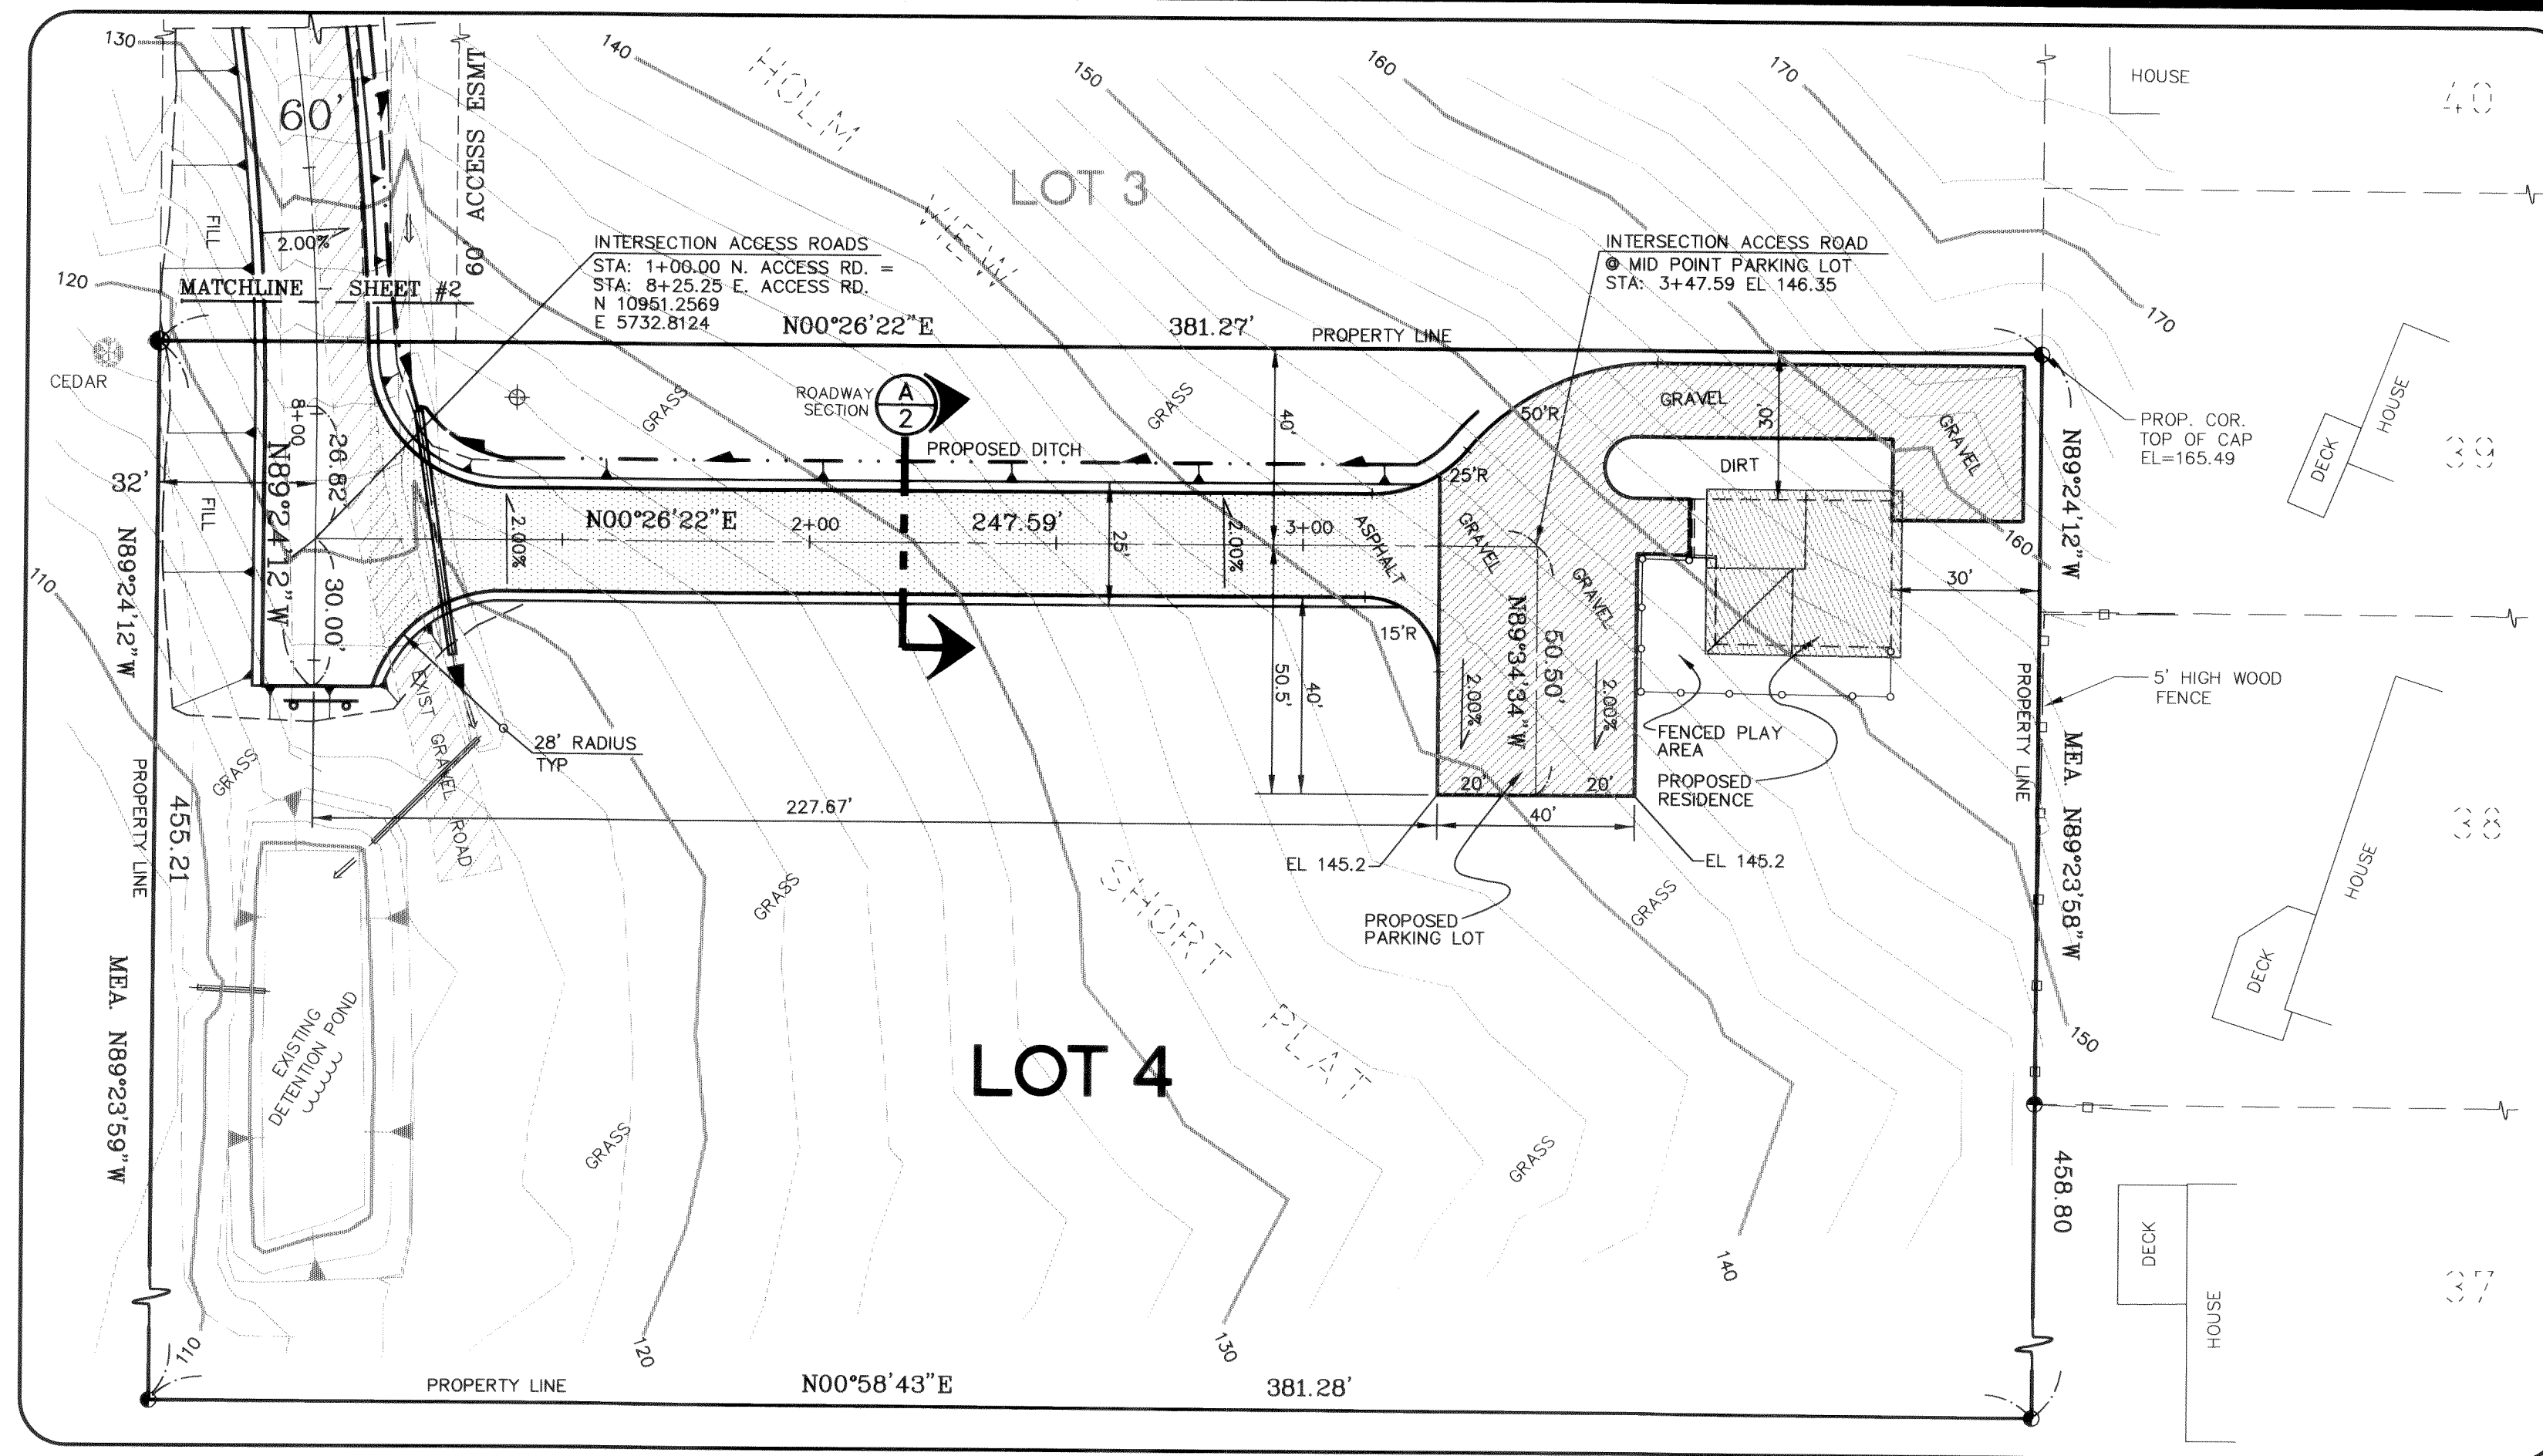 130
60'
60' ACCESS ESMT
140
HOLM
VIEW
150
LOT 3
160
170
HOUSE
40
FILL
2.00%
120
MATCHLINE - SHEET #2
INTERSECTION ACCESS ROADS
STA: 1+00.00 N. ACCESS RD. =
STA: 8+25.25 E. ACCESS RD.
N 10951.2569
E 5732.8124
N00°26'22"E
381.27'
PROPERTY LINE
INTERSECTION ACCESS ROAD
@ MID POINT PARKING LOT
STA: 3+47.59 EL 146.35
170
CEDAR
8+00
26.82'
N89°24'12"W
30.00'
32'
FILL
GRASS
ROADWAY
SECTION
A
2
PROPOSED DITCH
GRASS
40'
25'R
50'R
GRAVEL
30'
GRAVEL
DIRT
PROP. COR.
TOP OF CAP
EL=165.49
DECK
HOUSE
39
N89°24'12"W
2.00%
N00°26'22"E
2+00
247.59'
25'
2.00%
3+00
ASPHALT
GRAVEL
GRAVEL
160
30'
110
N89°24'12"W
15'R
N89°34'34"W
50.50'
2.00%
2.00%
50.5'
40'
FENCED PLAY
AREA
PROPOSED
RESIDENCE
PROPERTY LINE
5' HIGH WOOD
FENCE
MEA. N89°23'58"W
EXIST
GRAVEL
ROAD
28' RADIUS
TYP
GRASS
PROPERTY LINE
455.21
227.67'
20'
20'
40'
EL 145.2
EL 145.2
PROPOSED
PARKING LOT
GRASS
GRASS
SHORT
PLAT
HOUSE
38
DECK
150
MEA. N89°23'59"W
EXISTING
DETENTION POND
LOT 4
GRASS
GRASS
458.80
DECK
HOUSE
37
110
120
130
140
PROPERTY LINE
N00°58'43"E
381.28'